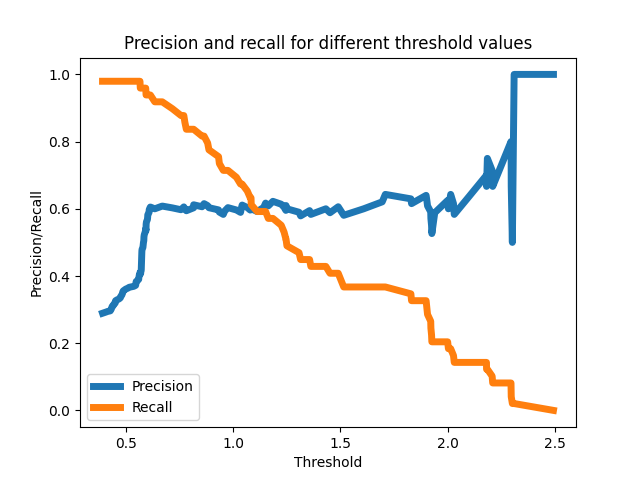 Precision and recall for different threshold values
Precision/Recall
1.0
0.8
0.6
0.4
0.2
0.0
Precision
Recall
0.5 1.0 1.5 2.0 2.5
Threshold